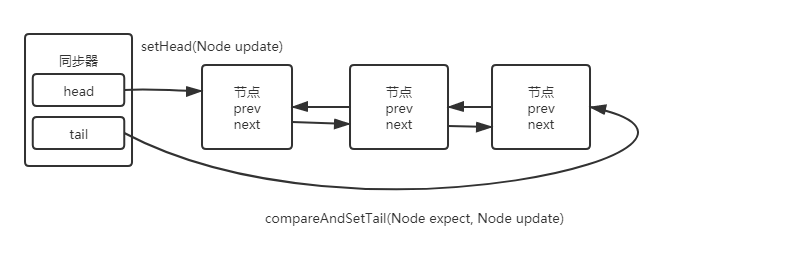 setHead(Node update)
同步器
head
tail
节点
prev
next
节点
prev
next
节点
prev
next
compareAndSetTail(Node expect, Node update)